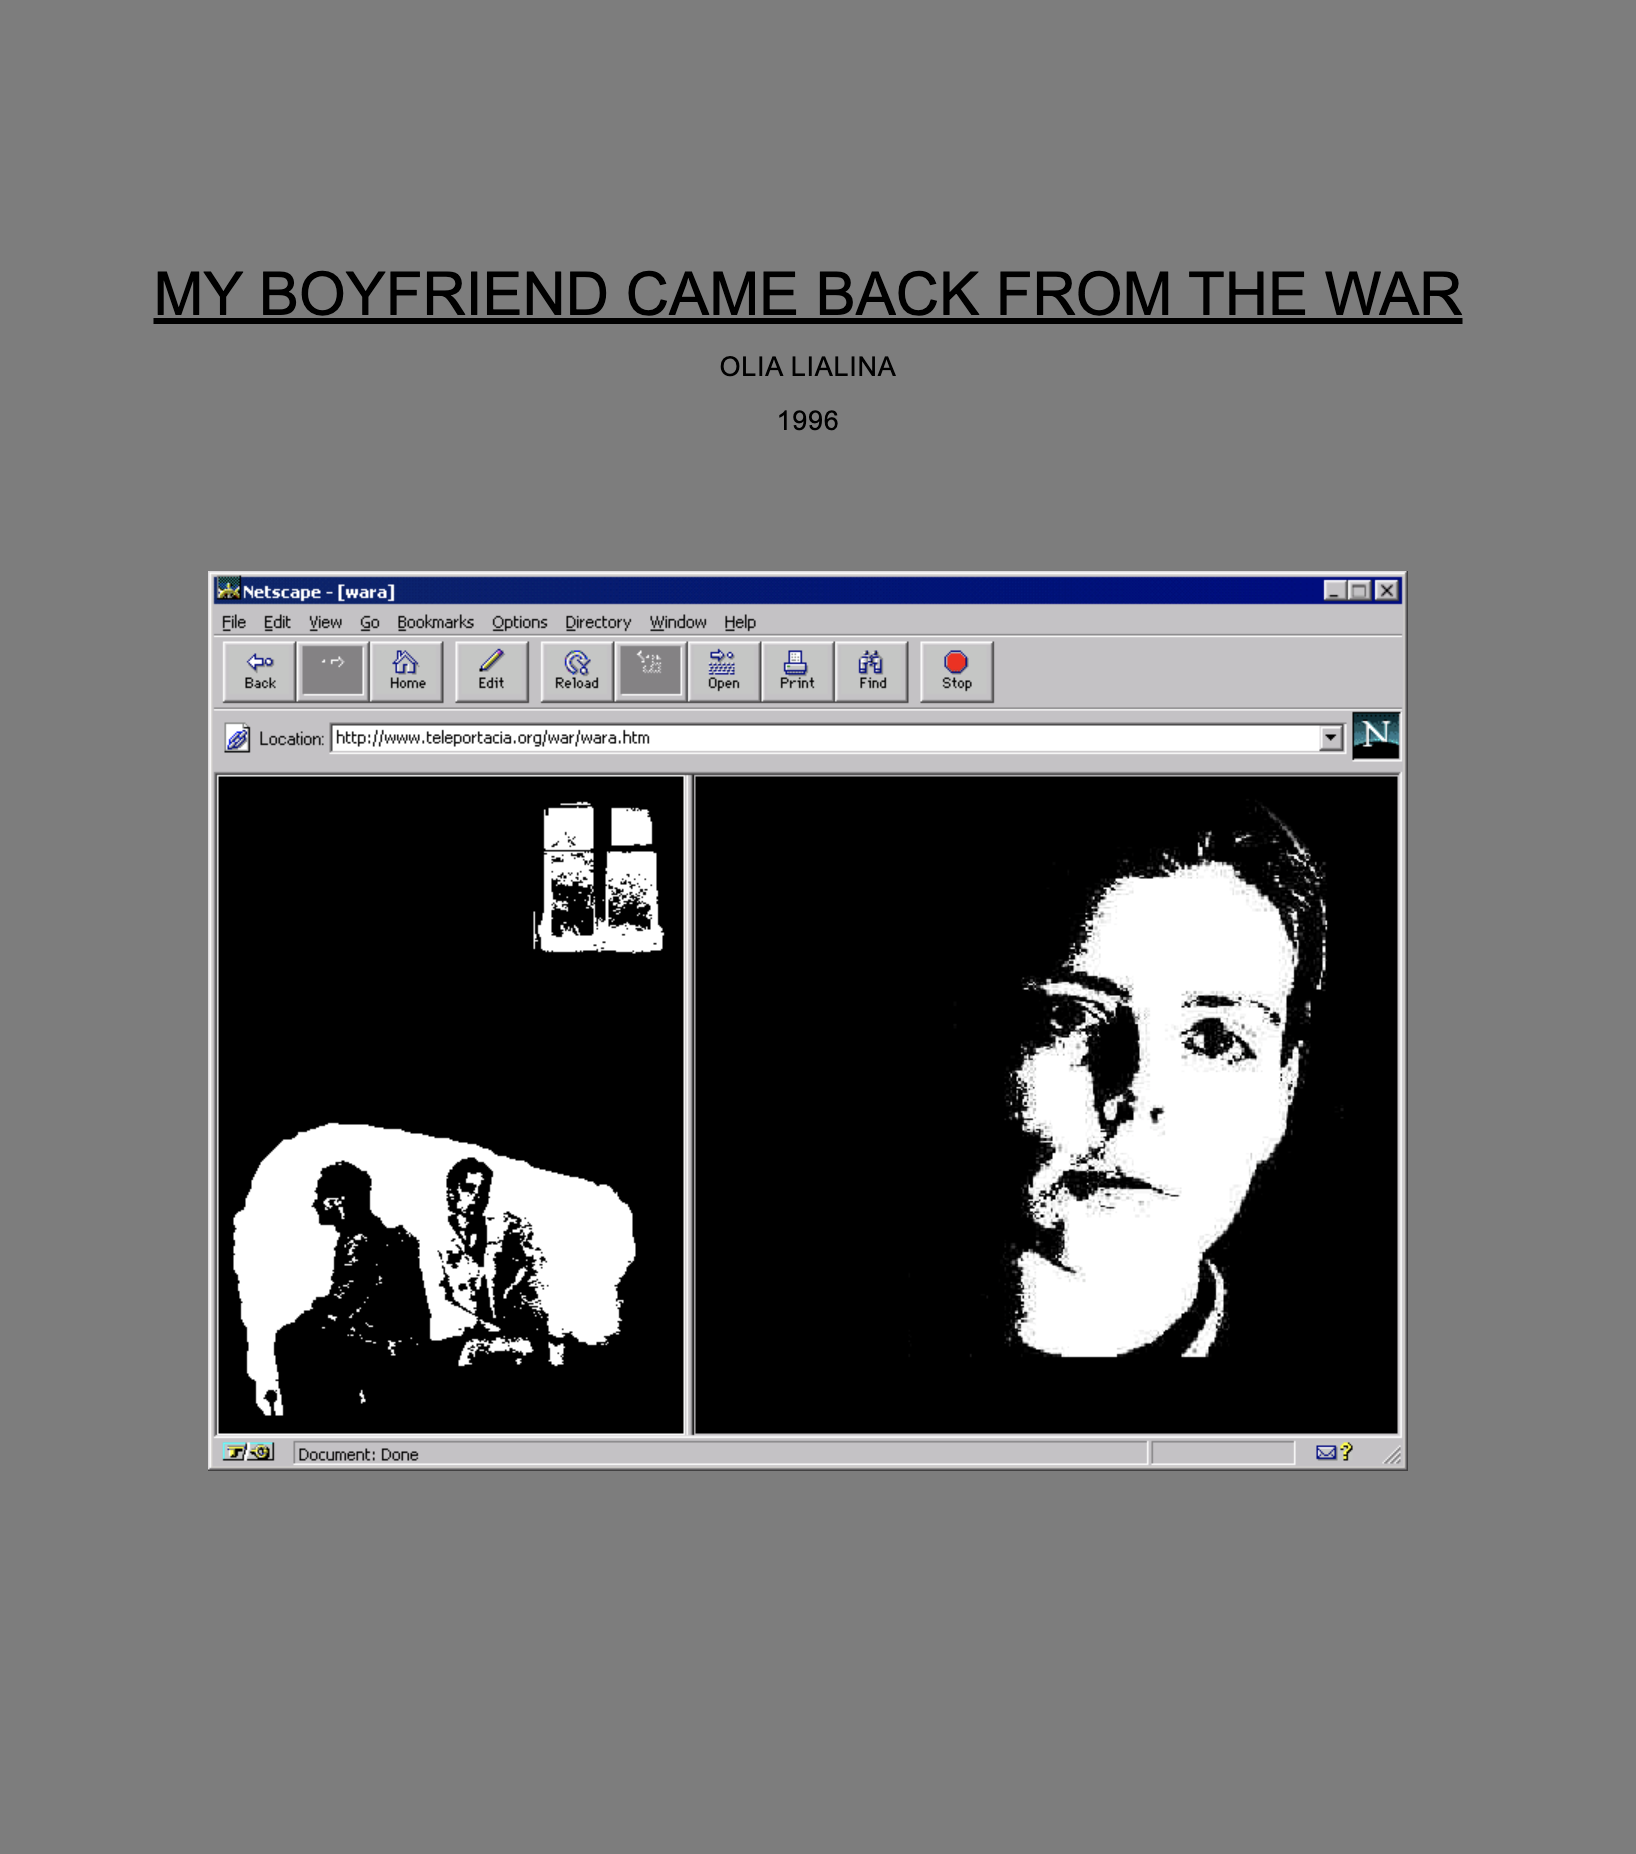 MY BOYFRIEND CAME BACK FROM THE WAR
OLIA LIALINA
1996
Netscape - [wara]
File Edit View Go Bookmarks Options Directory Window Help
Back Home Edit Reload Open Print Find Stop
Location: http://www.teleportacia.org/war/wara.htm
N
Document: Done
?